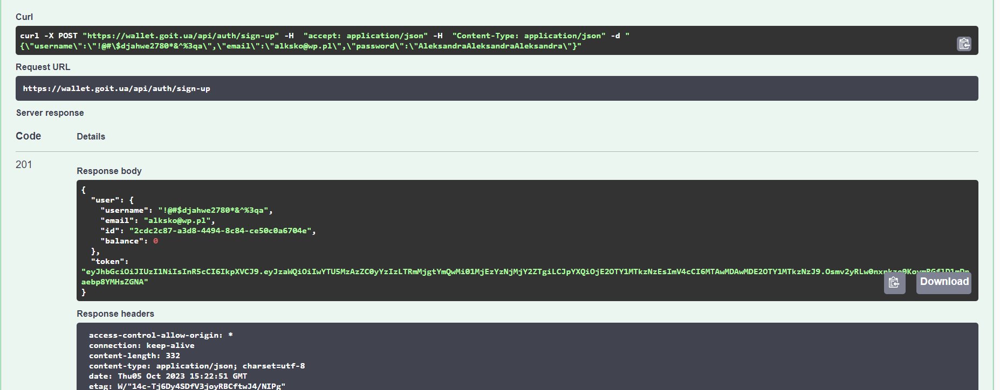 Curl
curl -X POST "https://wallet.goit.ua/api/auth/sign-up" -H  "accept: application/json" -H  "Content-Type: application/json" -d "
{\"username\":\"!@#\$djahwe2780*&^%3qa\",\"email\":\"alksko@wp.pl\",\"password\":\"AleksandraAleksandraAleksandra\"}"
Request URL
https://wallet.goit.ua/api/auth/sign-up
Server response
Code Details
201
Response body
{
"user": {
"username": "!@#$djahwe2780*&^%3qa",
"email": "alksko@wp.pl",
"id": "2cdc2c87-a3d8-4494-8c84-ce50c0a6704e",
"balance": 0
},
"token":
aebp8YMHsZGNA"
}
Download
Response headers
access-control-allow-origin: *
connection: keep-alive
content-length: 332
content-type: application/json; charset=utf-8
date: Thu05 Oct 2023 15:22:51 GMT
etag: W/"14c-Tj6Dy4SDfV3joyRBCftwJ4/NIPg"